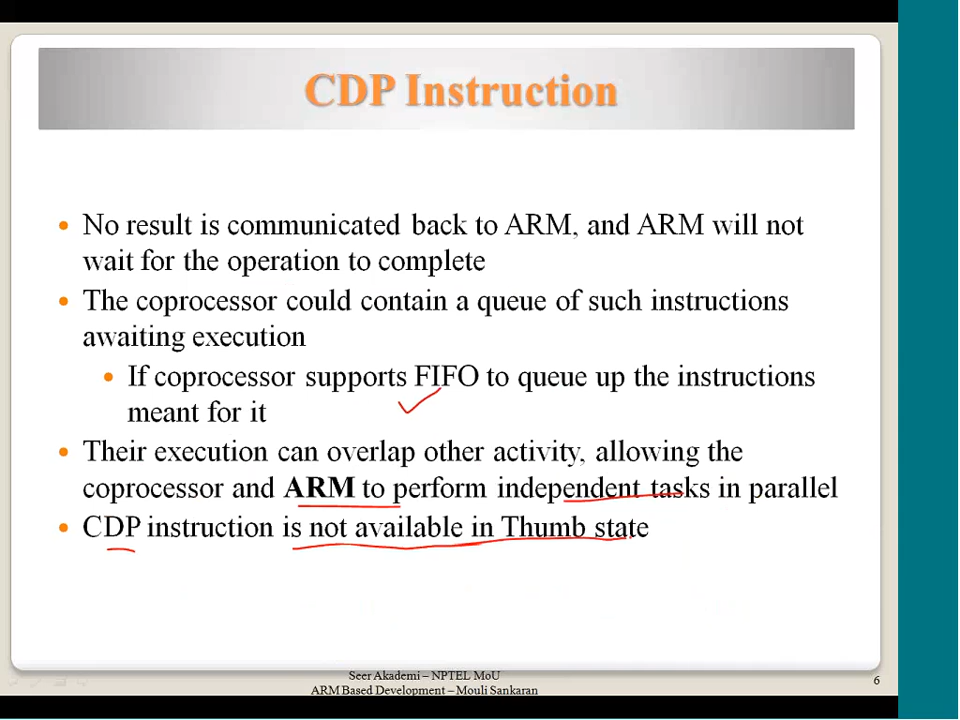 CDP Instruction
No result is communicated back to ARM, and ARM will not
wait for the operation to complete
The coprocessor could contain a queue of such instructions
awaiting execution
If coprocessor supports FIFO to queue up the instructions
meant for it
Their execution can overlap other activity, allowing the
coprocessor and ARM to perform independent tasks in parallel
CDP instruction is not available in Thumb state
Seer Akademi – NPTEL MoU
ARM Based Development – Mouli Sankaran
6